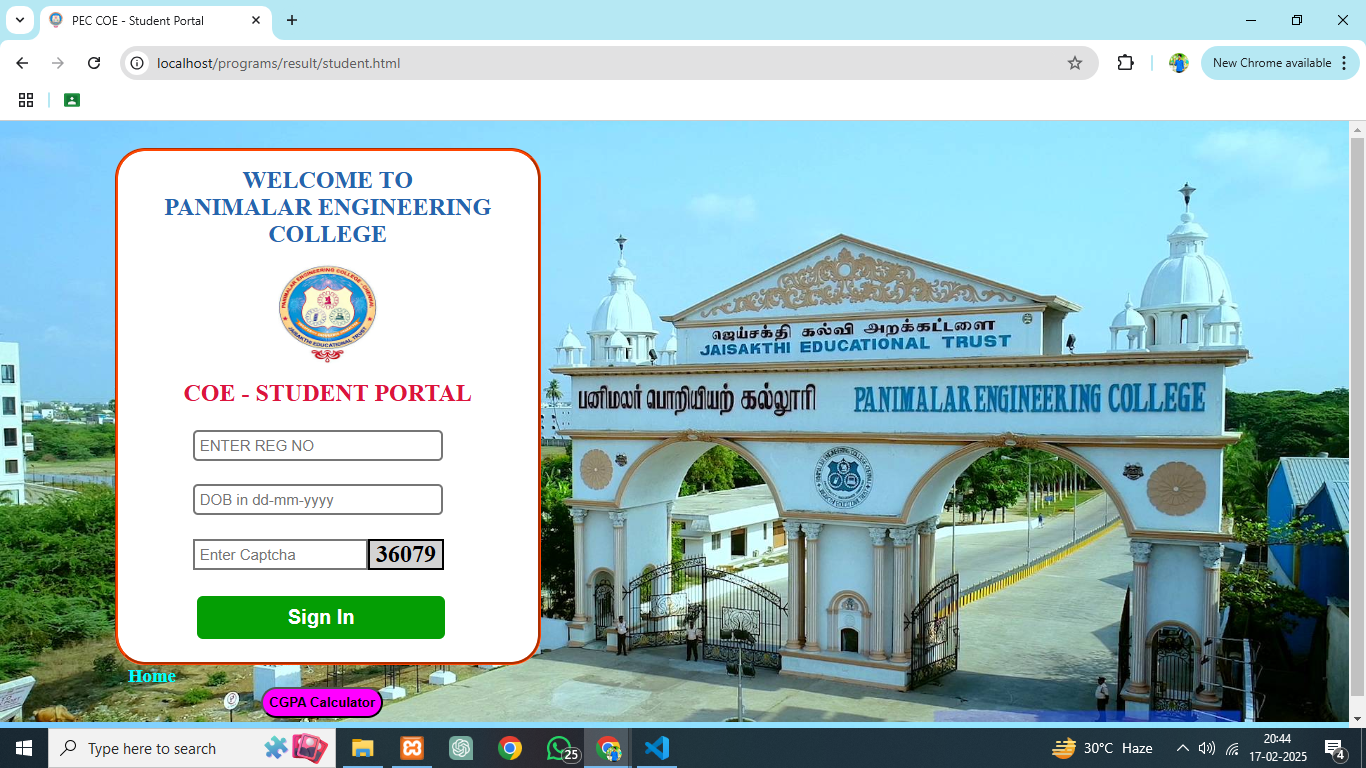 PEC COE - Student Portal
localhost/programs/result/student.html
New Chrome available
WELCOME TO
PANIMALAR ENGINEERING
COLLEGE
COE - STUDENT PORTAL
ENTER REG NO
DOB in dd-mm-yyyy
Enter Captcha 36079
Sign In
Home
CGPA Calculator
ஜெய்சக்தி கல்வி அறக்கட்டளை
JAISAKTHI EDUCATIONAL TRUST
பனிமலர் பொறியியற் கல்லூரி PANIMALAR ENGINEERING COLLEGE
Type here to search
25
30°C Haze
20:44
17-02-2025
4